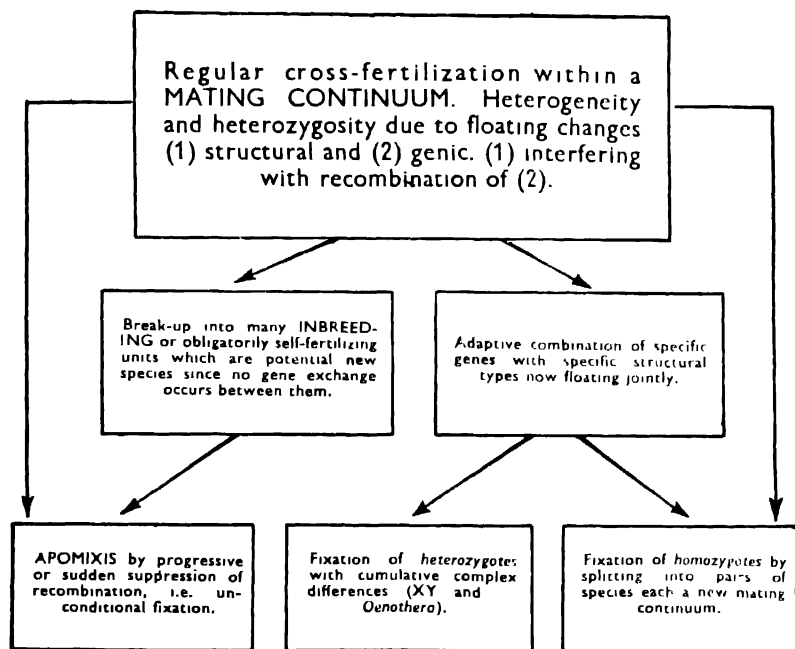 Regular cross-fertilization within a
MATING CONTINUUM. Heterogeneity
and heterozygosity due to floating changes
(1) structural and (2) genic. (1) interfering
with recombination of (2).
Break-up into many INBREED-
ING or obligatorily self-fertilizing
units which are potential new
species since no gene exchange
occurs between them.
Adaptive combination of specific
genes with specific structural
types now floating jointly.
APOMIXIS by progressive
or sudden suppression of
recombination, i.e. un-
conditional fixation.
Fixation of heterozygotes
with cumulative complex
differences (XY and
Oenothera).
Fixation of homozygotes by
splitting into pairs of
species each a new mating
continuum.